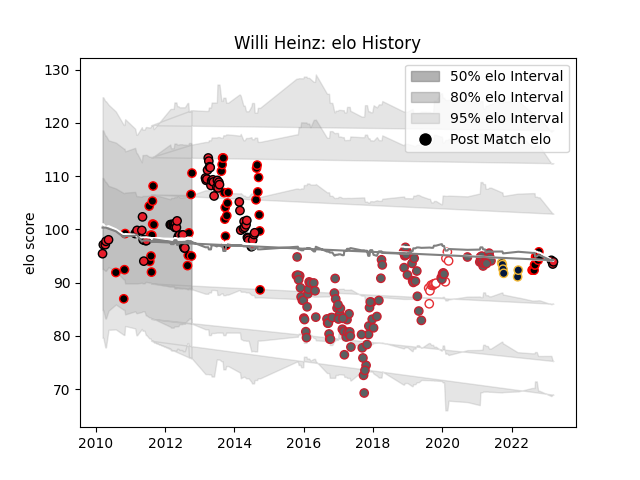 Willi Heinz: elo History
130
120
110
100
90
80
70
elo score
50% elo Interval
80% elo Interval
95% elo Interval
Post Match elo
2010
2012
2014
2016
2018
2020
2022